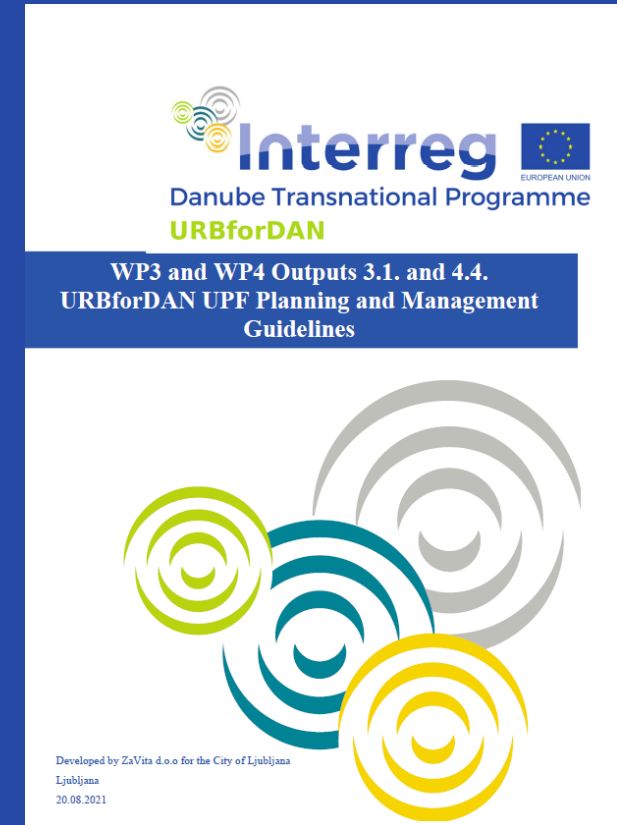 Interreg
EUROPEAN UNION
Danube Transnational Programme
URBforDAN
WP3 and WP4 Outputs 3.1. and 4.4.
URBforDAN UPF Planning and Management
Guidelines
Developed by ZaVita d.o.o for the City of Ljubljana
Ljubljana
20.08.2021